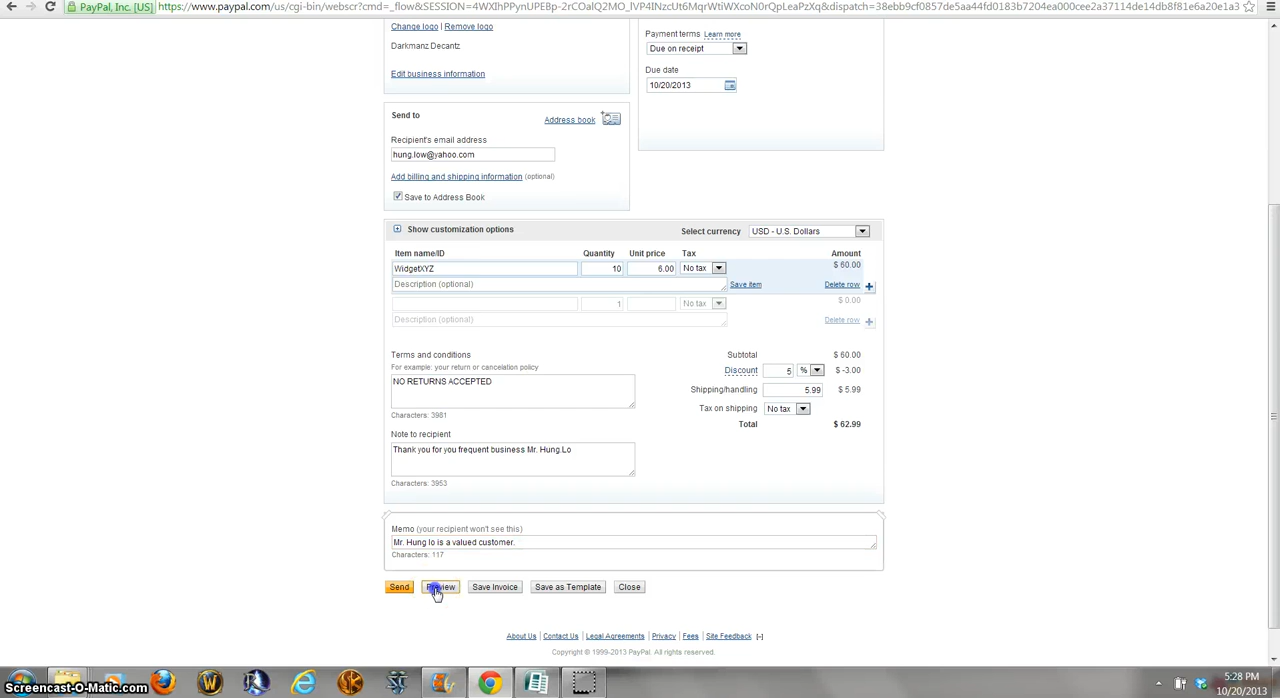 PayPal, Inc. [US] https://www.paypal.com/us/cgi-bin/webscr?cmd=_flow&SESSION=
Change logo | Remove logo
Darkmanz Decantz
Edit business information
Payment terms Learn more
Due on receipt
Due date
10/20/2013
Send to
Address book
Recipient's email address
hung.low@yahoo.com
Add billing and shipping information (optional)
Save to Address Book
Show customization options
Select currency USD - U.S. Dollars
Item name/ID Quantity Unit price Tax Amount
WidgetXYZ 10 6.00 No tax $ 60.00
Description (optional) Save item Delete row
1 No tax $ 0.00
Description (optional) Delete row
Terms and conditions
For example: your return or cancelation policy
NO RETURNS ACCEPTED
Characters: 3981
Subtotal $ 60.00
Discount 5 % $ -3.00
Shipping/handling 5.99 $ 5.99
Tax on shipping No tax
Total $ 62.99
Note to recipient
Thank you for you frequent business Mr. Hung.Lo
Characters: 3953
Memo (your recipient won't see this)
Mr. Hung lo is a valued customer.
Characters: 117
Send Preview Save Invoice Save as Template Close
About Us | Contact Us | Legal Agreements | Privacy | Fees | Site Feedback [-]
Copyright © 1999-2013 PayPal. All rights reserved.
Screencast-O-Matic.com
5:28 PM
10/20/2013